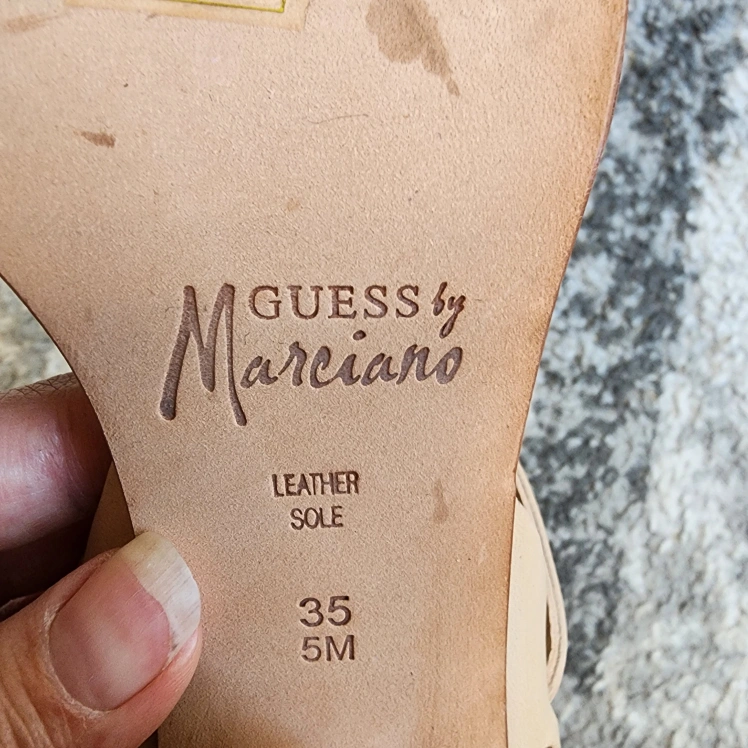 GUESS by
Marciano
LEATHER
SOLE
35
5M